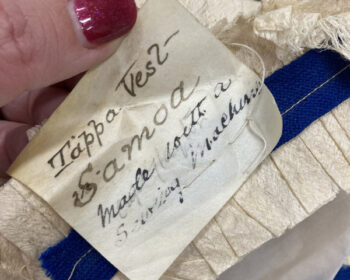 Tappa Vest-
Samoa
Made with a
Sewing Machine